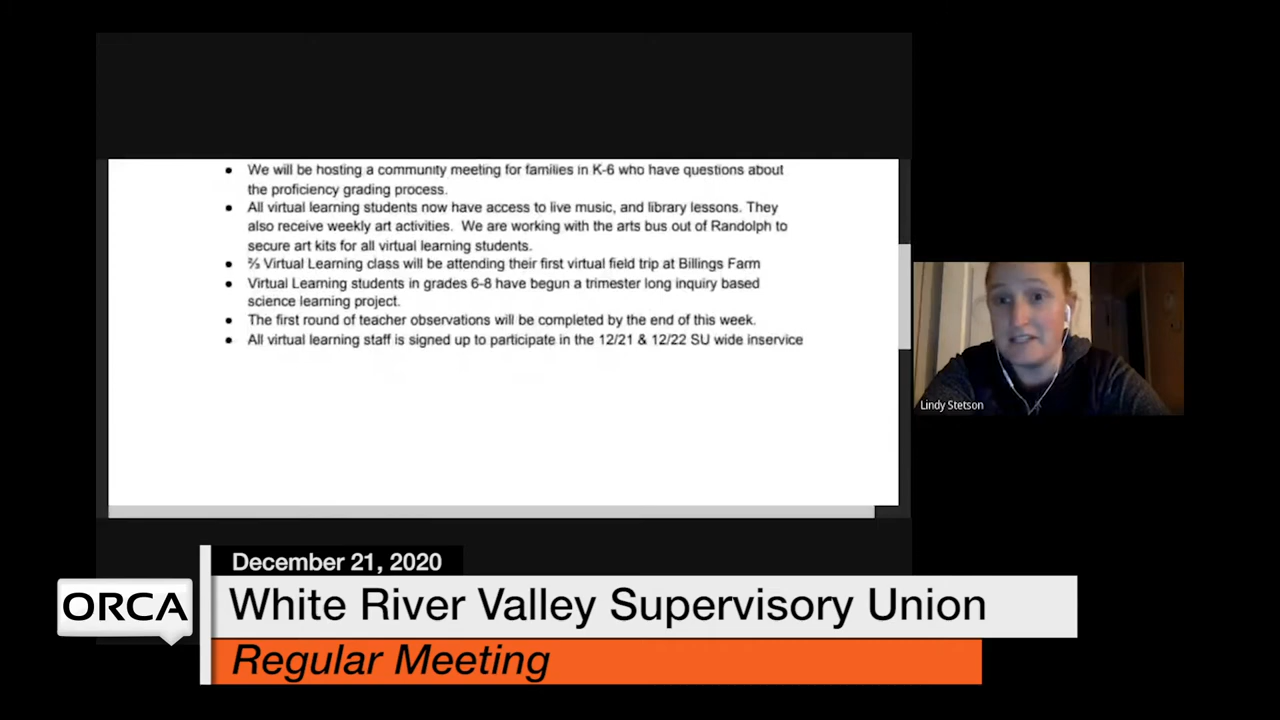 • We will be hosting a community meeting for families in K-6 who have questions about
the proficiency grading process.
• All virtual learning students now have access to live music, and library lessons. They
also receive weekly art activities.  We are working with the arts bus out of Randolph to
secure art kits for all virtual learning students.
• ⅔ Virtual Learning class will be attending their first virtual field trip at Billings Farm
• Virtual Learning students in grades 6-8 have begun a trimester long inquiry based
science learning project.
• The first round of teacher observations will be completed by the end of this week.
• All virtual learning staff is signed up to participate in the 12/21 & 12/22 SU wide inservice
Lindy Stetson
December 21, 2020
ORCA
White River Valley Supervisory Union
Regular Meeting